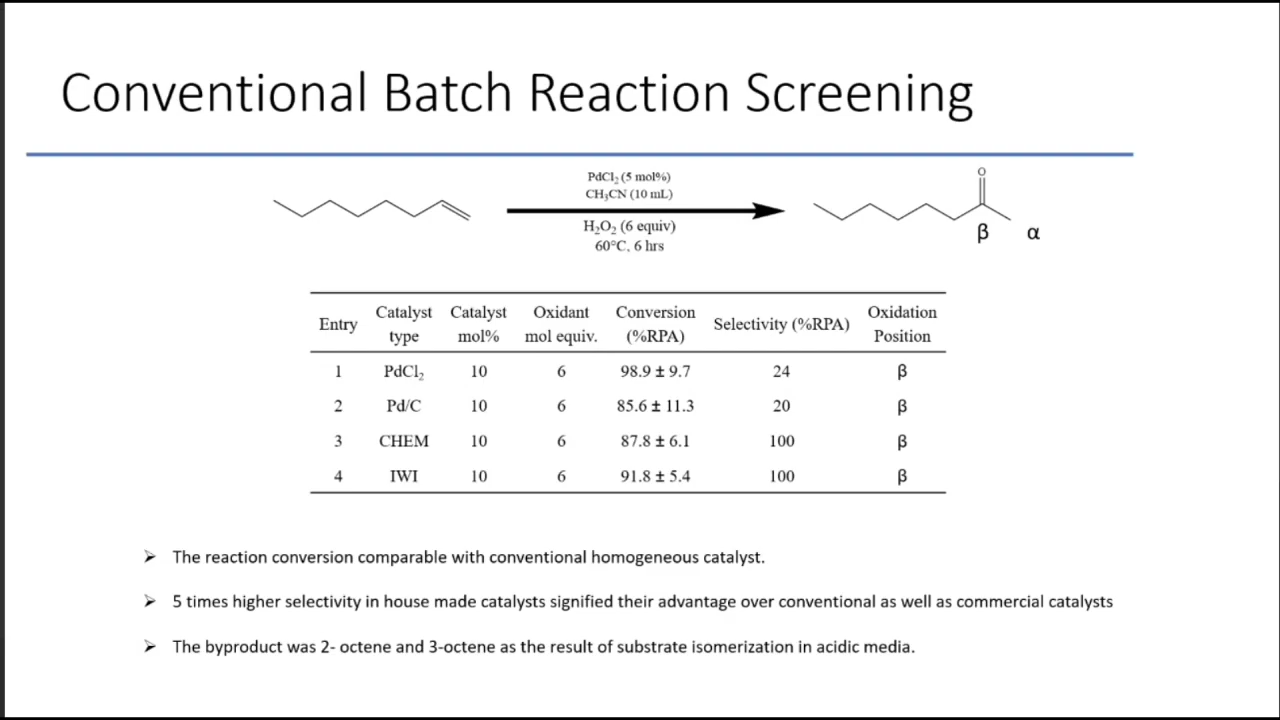 Conventional Batch Reaction Screening
PdCl₂ (5 mol%)
CH₃CN (10 mL)
H₂O₂ (6 equiv)
60°C, 6 hrs
O
β α
Entry Catalyst type Catalyst mol% Oxidant mol equiv. Conversion (%RPA) Selectivity (%RPA) Oxidation Position
1 PdCl₂ 10 6 98.9 ± 9.7 24 β
2 Pd/C 10 6 85.6 ± 11.3 20 β
3 CHEM 10 6 87.8 ± 6.1 100 β
4 IWI 10 6 91.8 ± 5.4 100 β
➢ The reaction conversion comparable with conventional homogeneous catalyst.
➢ 5 times higher selectivity in house made catalysts signified their advantage over conventional as well as commercial catalysts
➢ The byproduct was 2- octene and 3-octene as the result of substrate isomerization in acidic media.